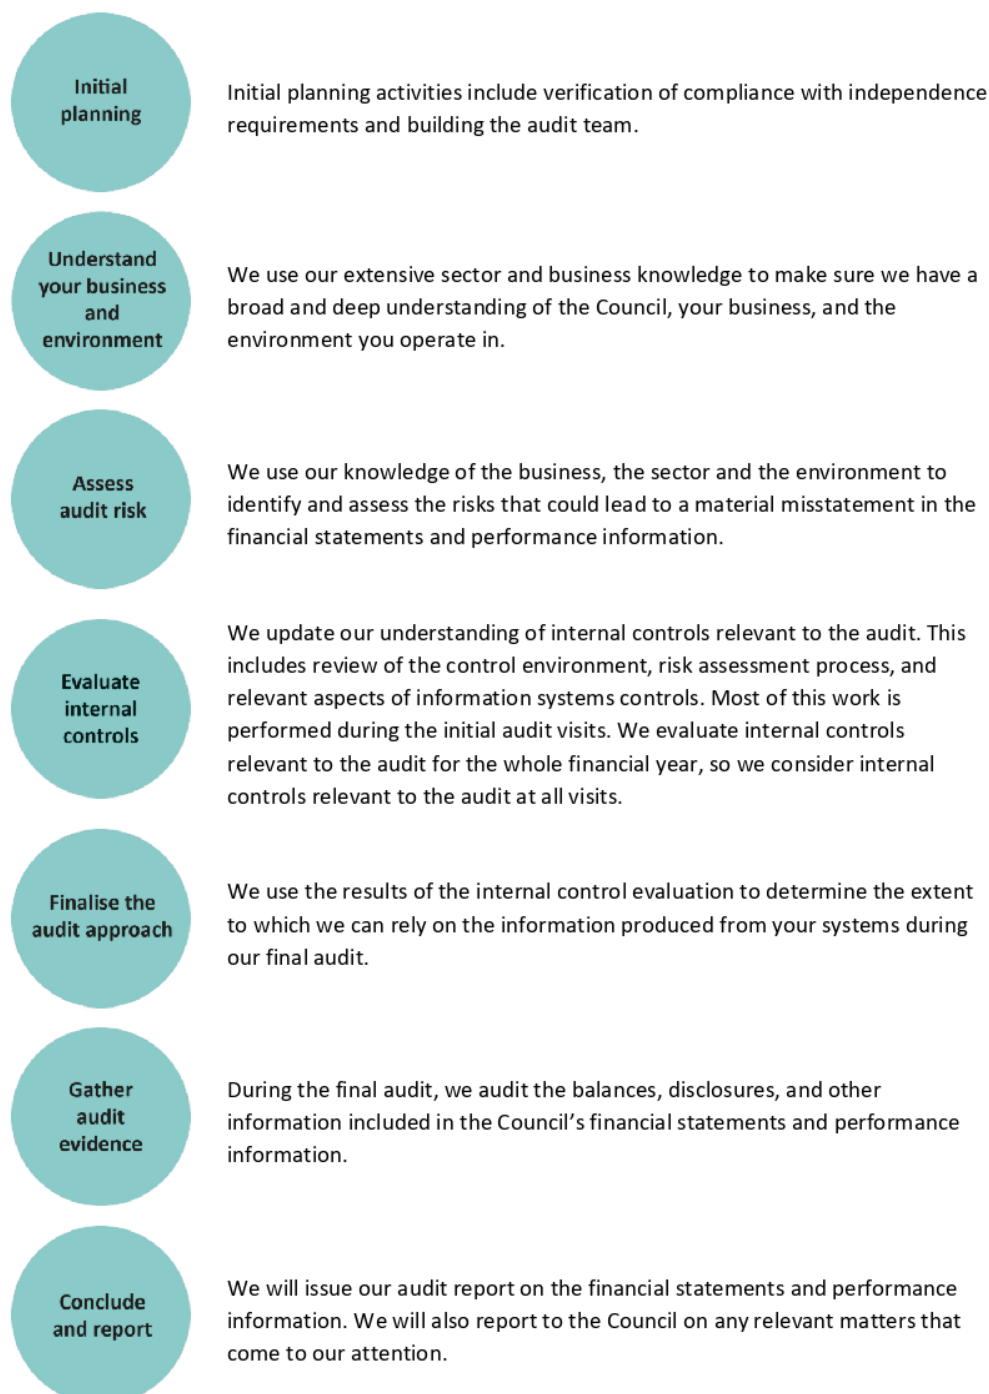 Initial
planning
Initial planning activities include verification of compliance with independence
requirements and building the audit team.
Understand
your business
and
environment
We use our extensive sector and business knowledge to make sure we have a
broad and deep understanding of the Council, your business, and the
environment you operate in.
Assess
audit risk
We use our knowledge of the business, the sector and the environment to
identify and assess the risks that could lead to a material misstatement in the
financial statements and performance information.
Evaluate
internal
controls
We update our understanding of internal controls relevant to the audit. This
includes review of the control environment, risk assessment process, and
relevant aspects of information systems controls. Most of this work is
performed during the initial audit visits. We evaluate internal controls
relevant to the audit for the whole financial year, so we consider internal
controls relevant to the audit at all visits.
Finalise the
audit approach
We use the results of the internal control evaluation to determine the extent
to which we can rely on the information produced from your systems during
our final audit.
Gather
audit
evidence
During the final audit, we audit the balances, disclosures, and other
information included in the Council’s financial statements and performance
information.
Conclude
and report
We will issue our audit report on the financial statements and performance
information. We will also report to the Council on any relevant matters that
come to our attention.